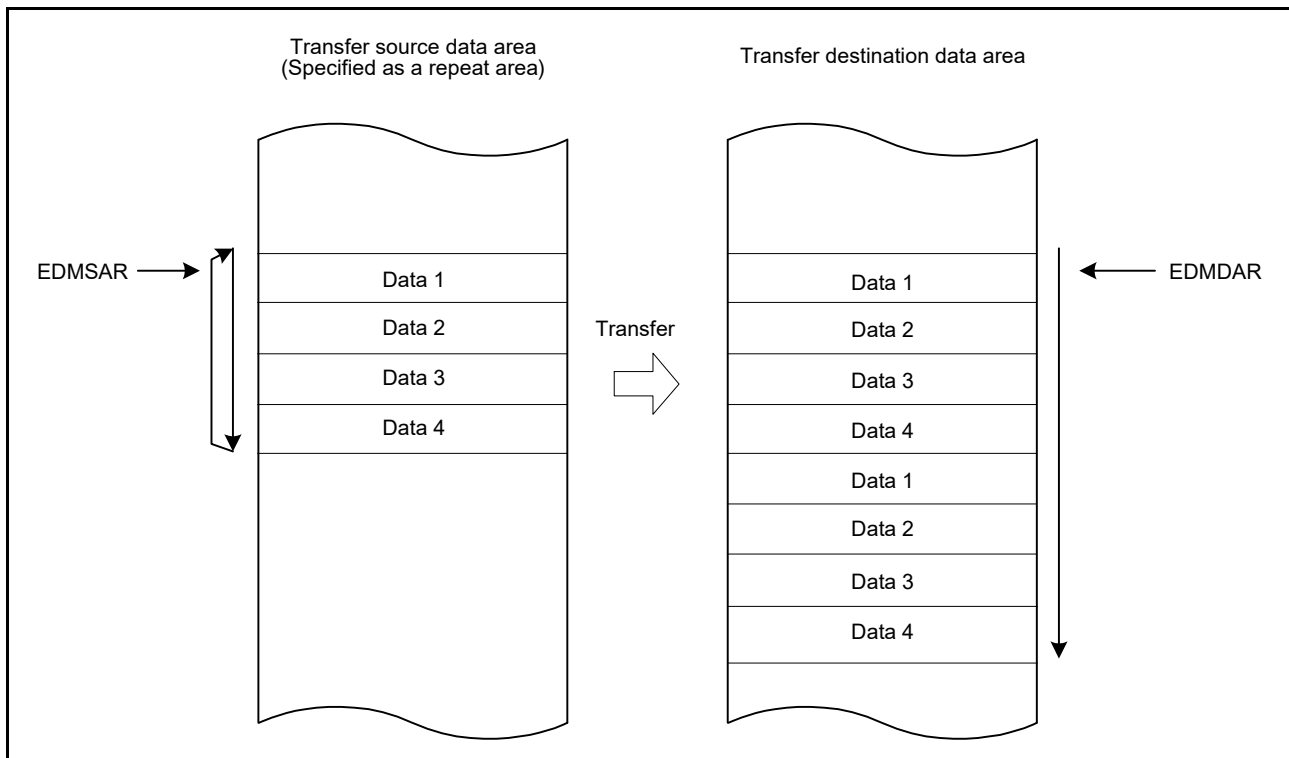 Transfer source data area
(Specified as a repeat area)
Transfer destination data area
EDMSAR
Data 1
Data 2
Data 3
Data 4
Transfer
Data 1
Data 2
Data 3
Data 4
Data 1
Data 2
Data 3
Data 4
EDMDAR